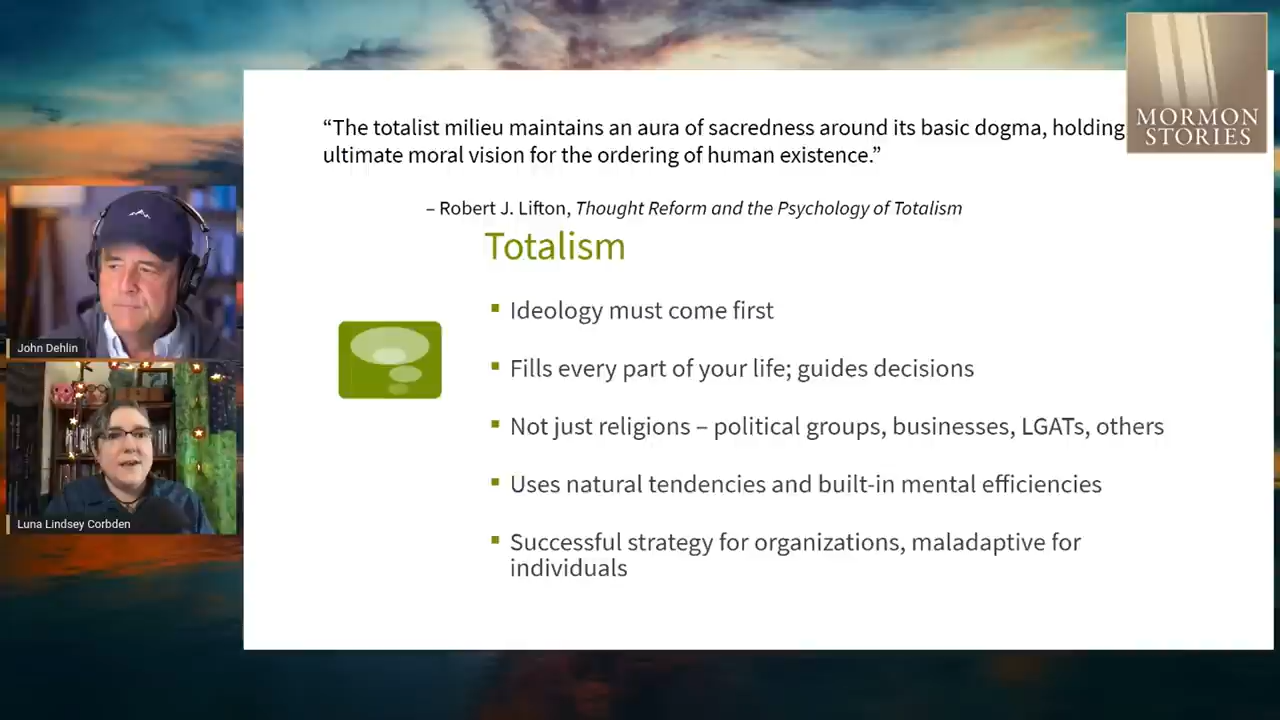 “The totalist milieu maintains an aura of sacredness around its basic dogma, holding
ultimate moral vision for the ordering of human existence.”
– Robert J. Lifton, Thought Reform and the Psychology of Totalism
Totalism
▪ Ideology must come first
▪ Fills every part of your life; guides decisions
▪ Not just religions – political groups, businesses, LGATs, others
▪ Uses natural tendencies and built-in mental efficiencies
▪ Successful strategy for organizations, maladaptive for
individuals
MORMON
STORIES
John Dehlin
Luna Lindsey Corbden